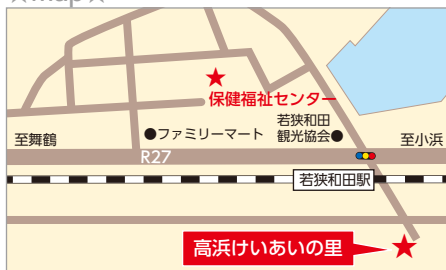 保健福祉センター
若狭和田
観光協会
ファミリーマート
至舞鶴
至小浜
R27
若狭和田駅
高浜けいあいの里